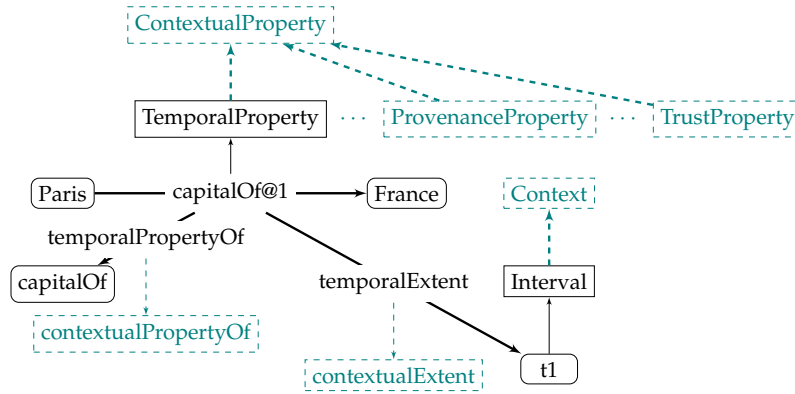 ContextualProperty
TemporalProperty ... ProvenanceProperty ... TrustProperty
Paris capitalOf@1 France Context
temporalPropertyOf
capitalOf temporalExtent Interval
contextualPropertyOf
contextualExtent t1